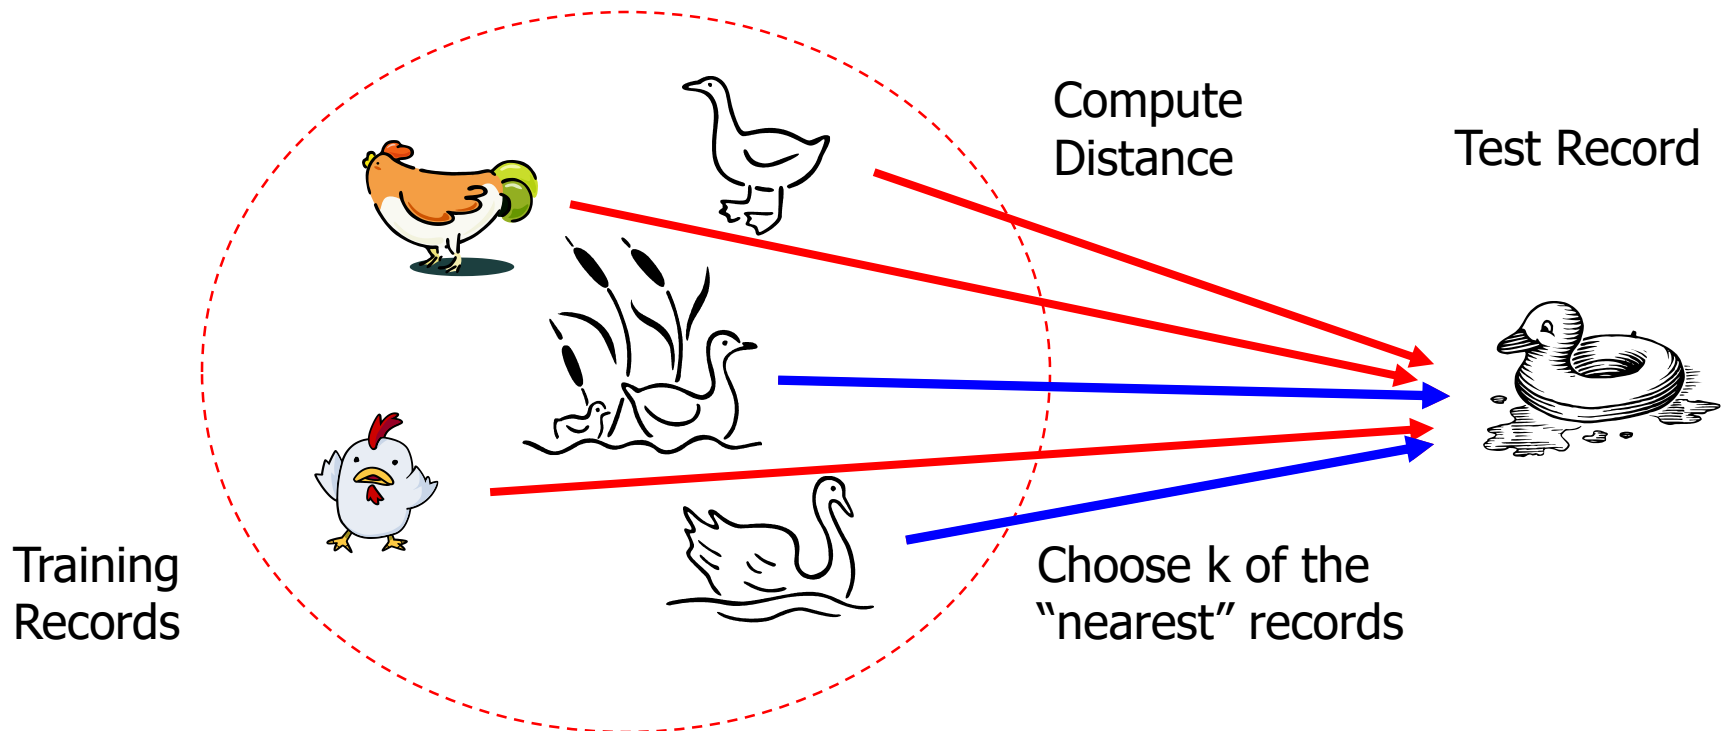 Compute
Distance
Test Record
Training
Records
Choose k of the
“nearest” records